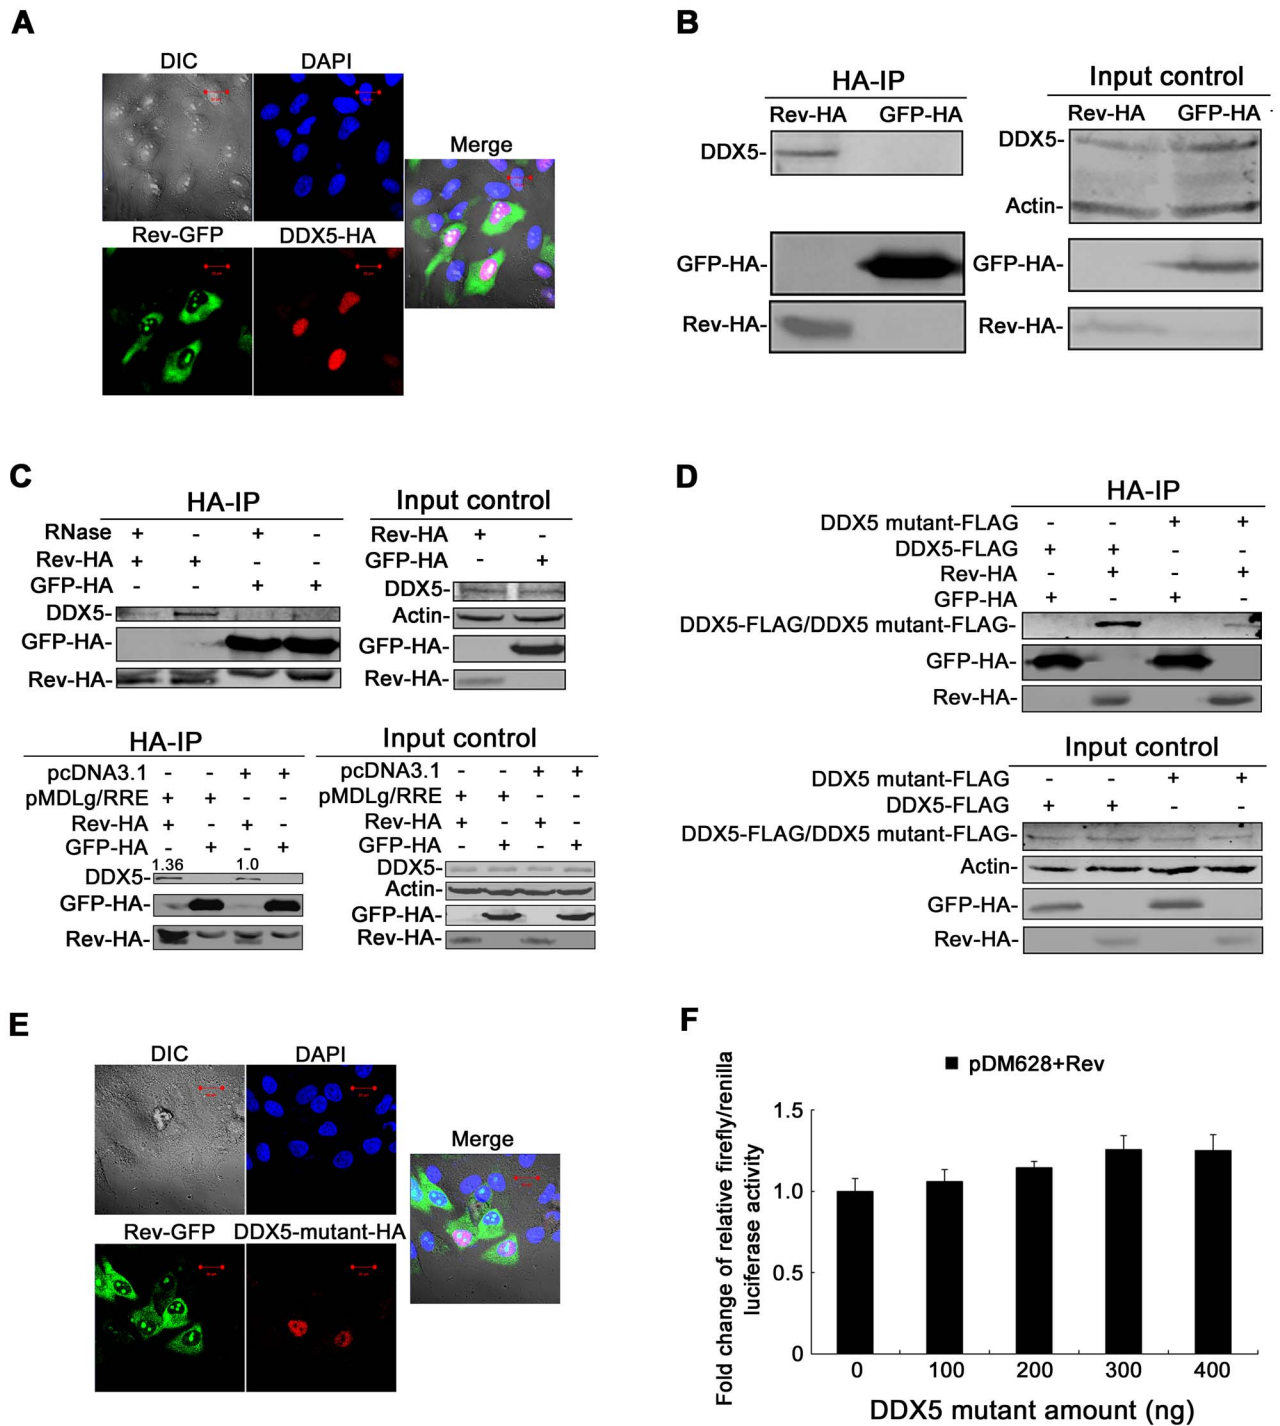 A
DIC DAPI
Merge
Rev-GFP DDX5-HA
B
HA-IP Input control
Rev-HA GFP-HA Rev-HA GFP-HA
DDX5- DDX5-
Actin-
GFP-HA- GFP-HA-
Rev-HA- Rev-HA-
C
HA-IP Input control
RNase + - + -
Rev-HA + + - -
GFP-HA - - + +
DDX5-
GFP-HA-
Rev-HA-
Rev-HA + -
GFP-HA - +
DDX5-
Actin-
GFP-HA-
Rev-HA-
HA-IP
pcDNA3.1 - - + +
pMDLg/RRE + + - -
Rev-HA + - + -
GFP-HA - + - +
1.36 1.0
DDX5-
GFP-HA-
Rev-HA-
Input control
pcDNA3.1 - - + +
pMDLg/RRE + + - -
Rev-HA + - + -
GFP-HA - + - +
DDX5-
Actin-
GFP-HA-
Rev-HA-
D
HA-IP
DDX5 mutant-FLAG - - + +
DDX5-FLAG + + - -
Rev-HA - + - +
GFP-HA + - + -
DDX5-FLAG/DDX5 mutant-FLAG-
GFP-HA-
Rev-HA-
Input control
DDX5 mutant-FLAG - - + +
DDX5-FLAG + + - -
DDX5-FLAG/DDX5 mutant-FLAG-
Actin-
GFP-HA-
Rev-HA-
E
DIC DAPI
Merge
Rev-GFP DDX5-mutant-HA
F
pDM628+Rev
Fold change of relative firefly/renilla
luciferase activity
1.5
1.0
0.5
0
0 100 200 300 400
DDX5 mutant amount (ng)